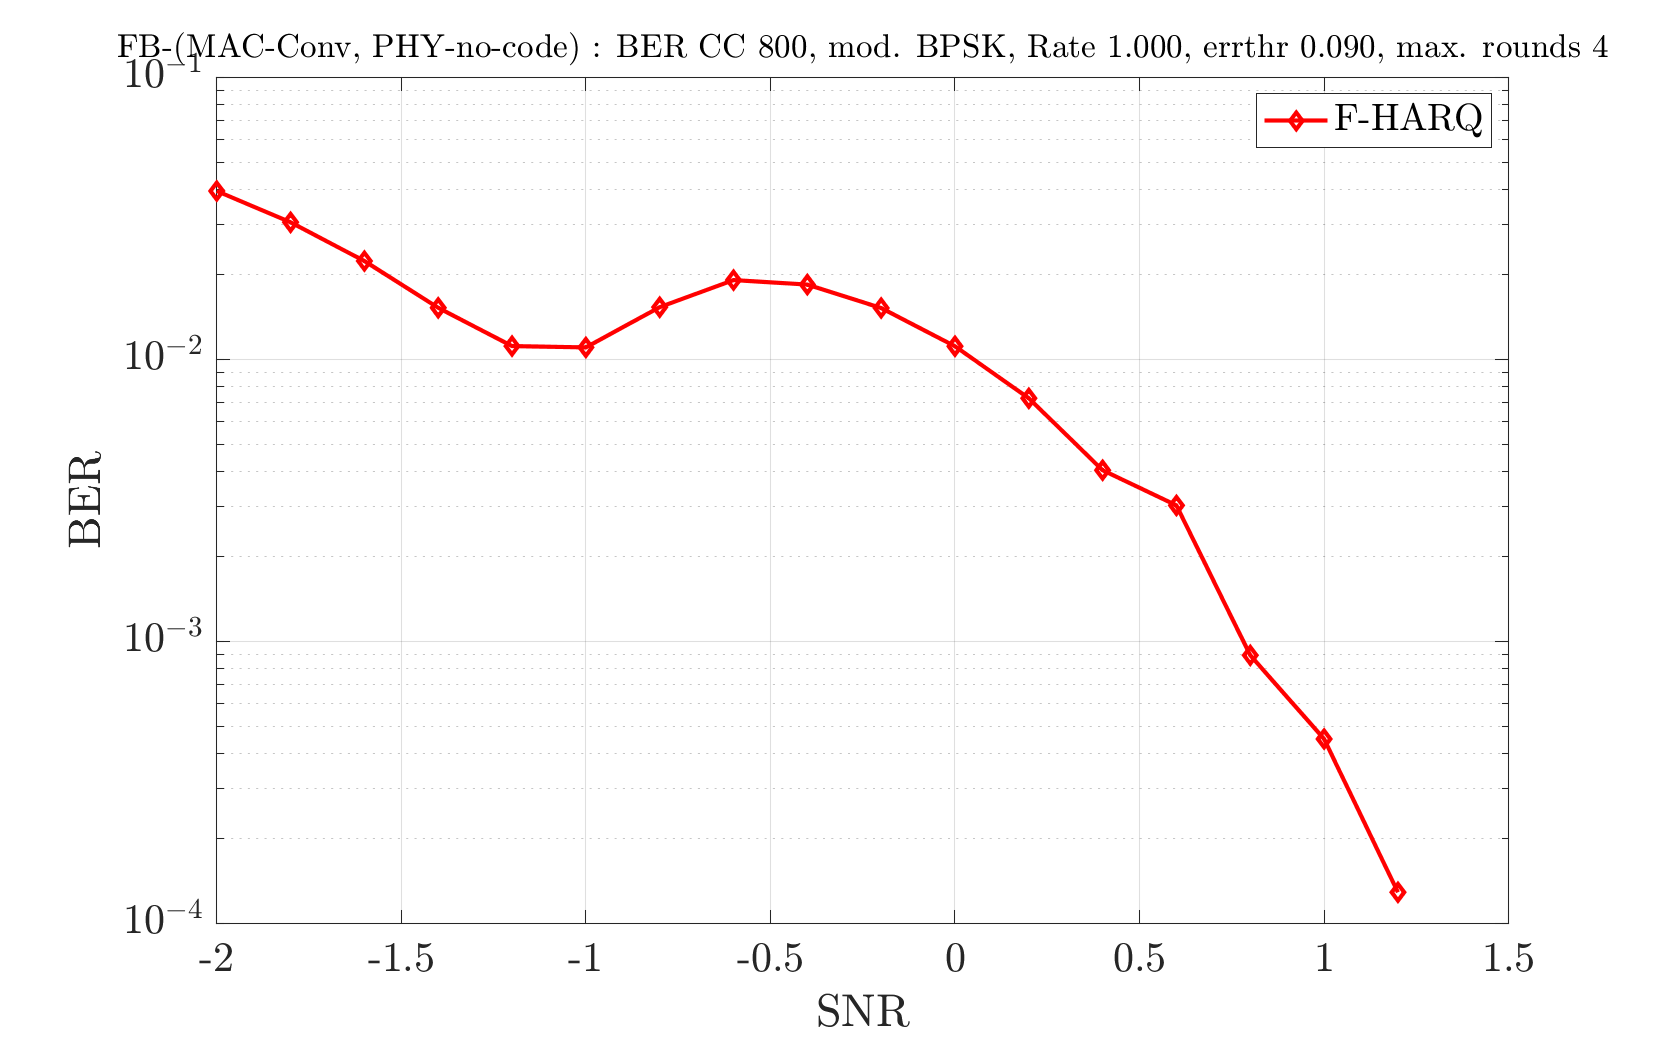 FB-(MAC-Conv, PHY-no-code) : BER CC 800, mod. BPSK, Rate 1.000, errthr 0.090, max. rounds 4
10^{-1}
F-HARQ
10^{-2}
BER
10^{-3}
10^{-4}
-2 -1.5 -1 -0.5 0 0.5 1 1.5
SNR